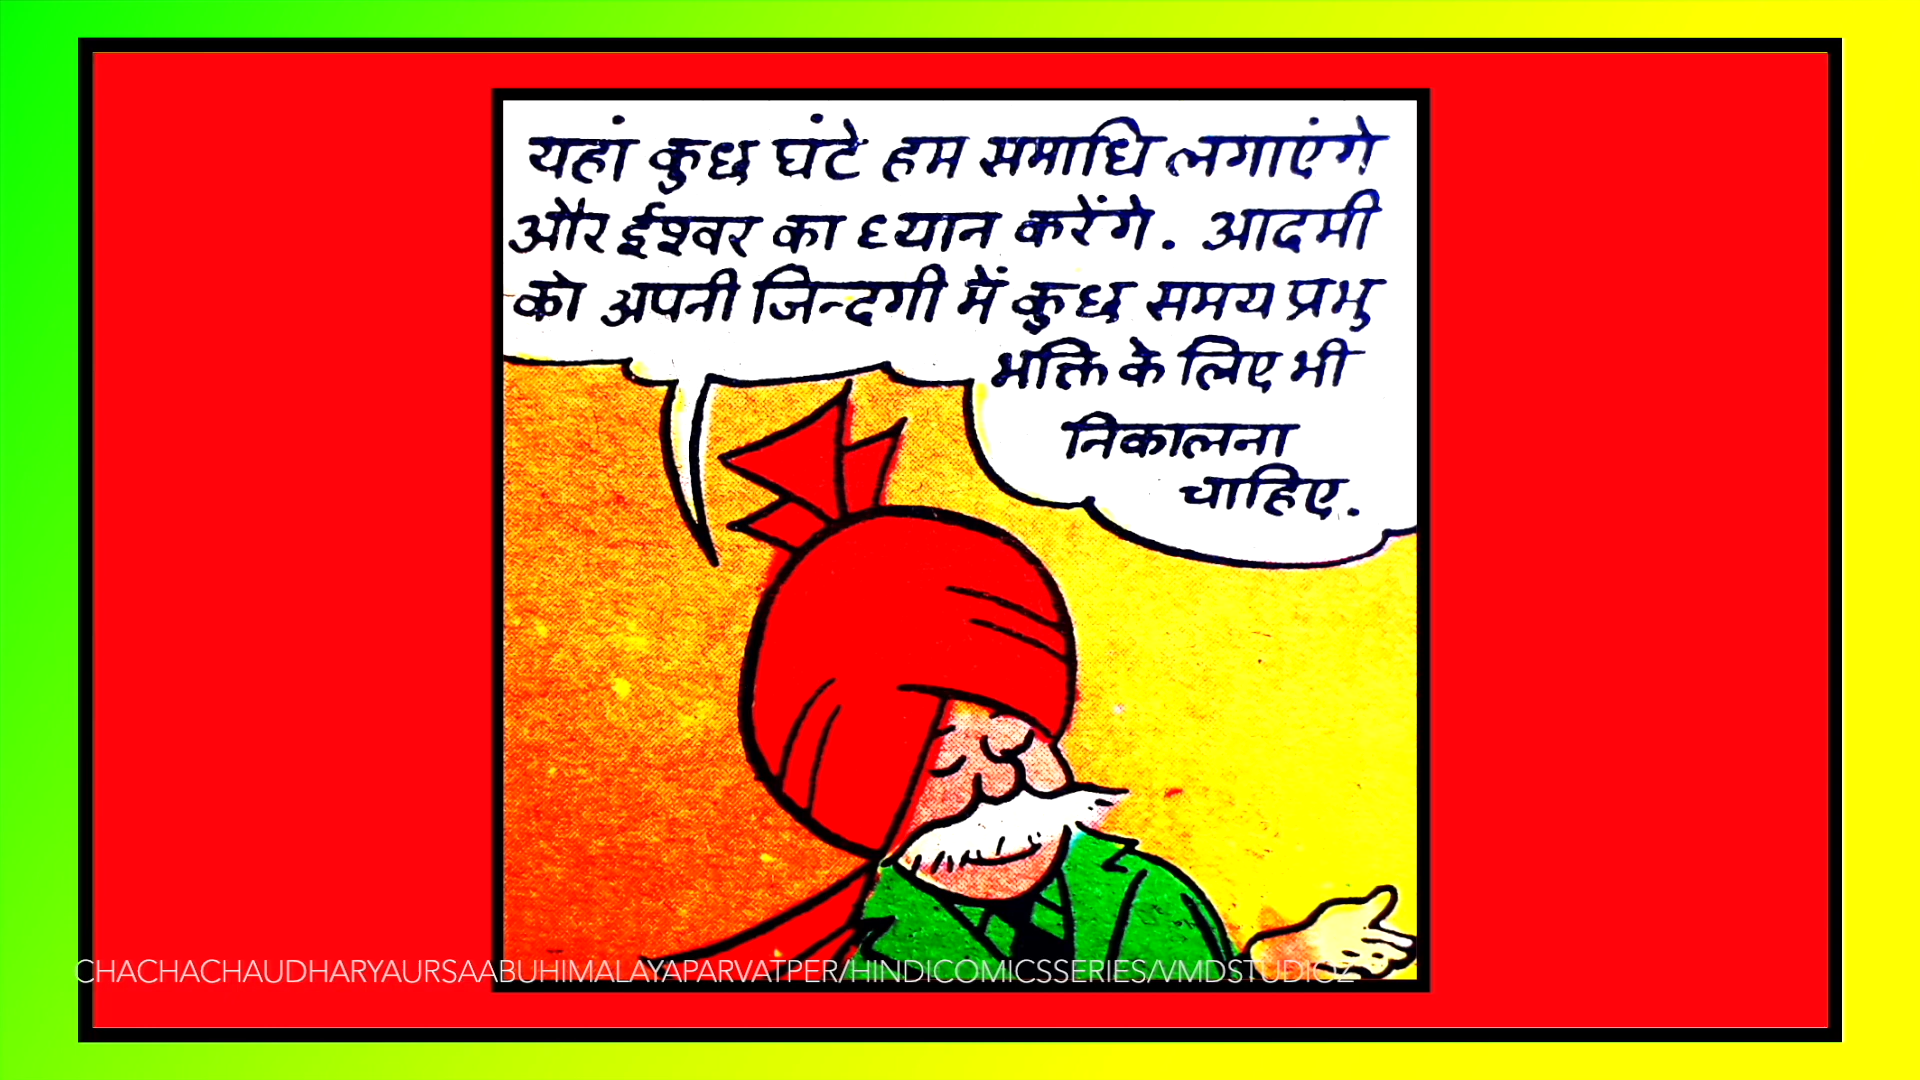 यहां कुछ घंटे हम समाधि लगाएंगे
और ईश्वर का ध्यान करेंगे. आदमी
को अपनी जिन्दगी में कुछ समय प्रभु
भक्ति के लिए भी
निकालना
चाहिए.
CHACHACHAUDHARYAURSAABUHIMALAYAPARVATPER/HINDICOMICSSERIES/VMDSTUDIOZ